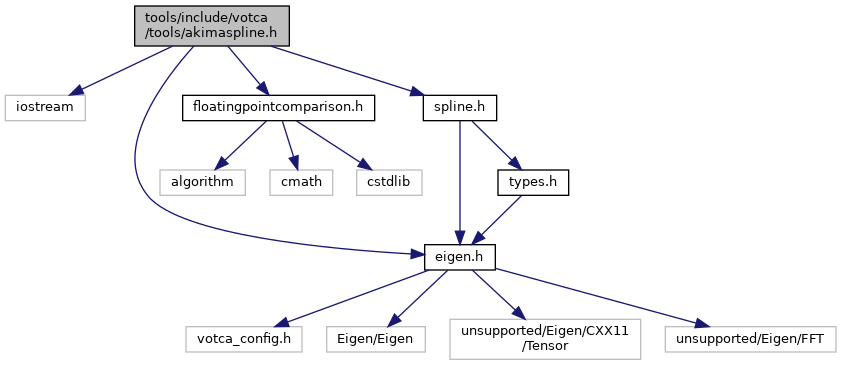 tools/include/votca
/tools/akimaspline.h
iostream
floatingpointcomparison.h
spline.h
algorithm
cmath
cstdlib
types.h
eigen.h
votca_config.h
Eigen/Eigen
unsupported/Eigen/CXX11
/Tensor
unsupported/Eigen/FFT